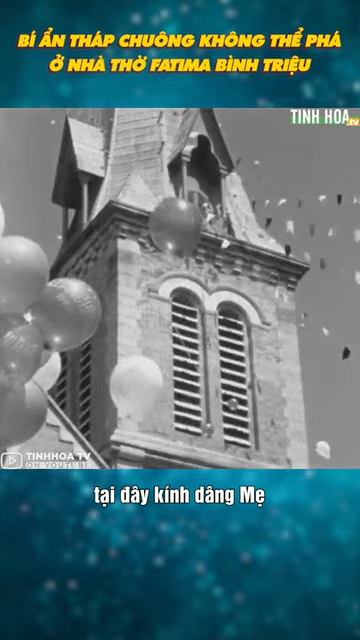 BÍ ẨN THÁP CHUÔNG KHÔNG THỂ PHÁ
Ở NHÀ THỜ FATIMA BÌNH TRIỆU
TINH HOA.tv
TINHHOA TV
ON YOUTUBE
tại đây kính dâng Mẹ